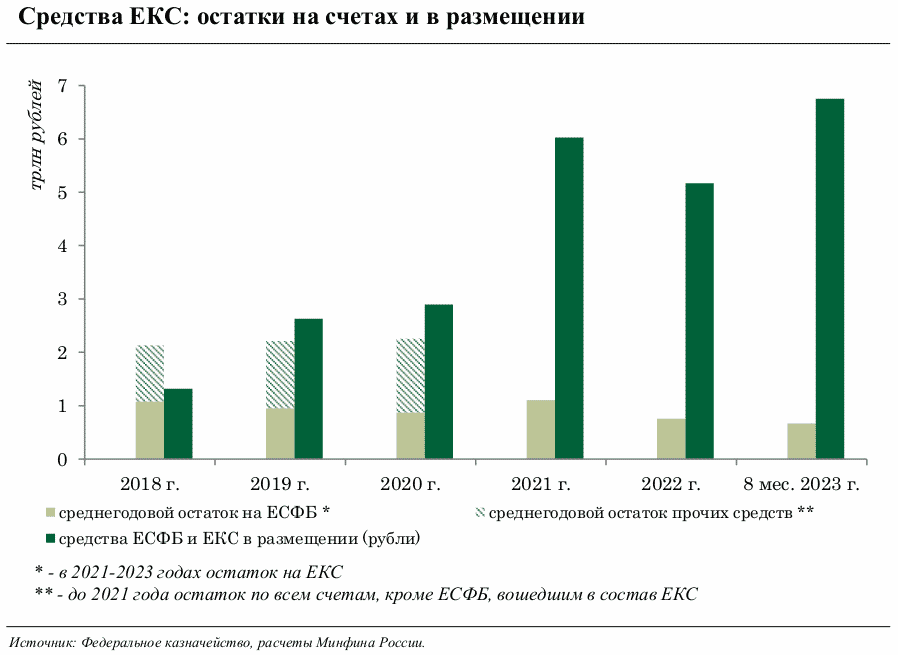 Средства ЕКС: остатки на счетах и в размещении
трлн рублей
7
6
5
4
3
2
1
0
2018 г.
2019 г.
2020 г.
2021 г.
2022 г.
8 мес. 2023 г.
среднегодовой остаток на ЕСФБ *
среднегодовой остаток прочих средств **
средства ЕСФБ и ЕКС в размещении (рубли)
* - в 2021-2023 годах остаток на ЕКС
** - до 2021 года остаток по всем счетам, кроме ЕСФБ, вошедшим в состав ЕКС
Источник: Федеральное казначейство, расчеты Минфина России.